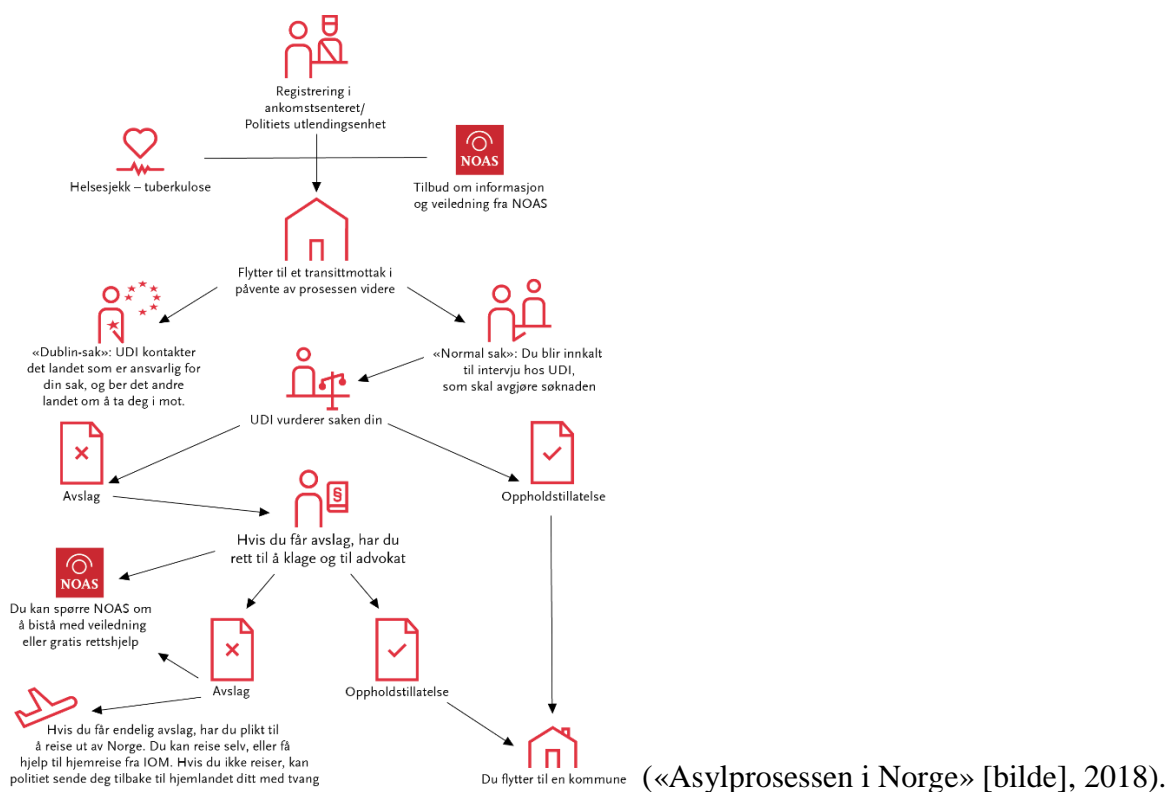 Registrering i
ankomstsenteret/
Politiets utlendingsenhet
Helsesjekk – tuberkulose
NOAS
Tilbud om informasjon
og veiledning fra NOAS
Flytter til et transittmottak i
påvente av prosessen videre
«Dublin-sak»: UDI kontakter
det landet som er ansvarlig for
din sak, og ber det andre
landet om å ta deg i mot.
«Normal sak»: Du blir innkalt
til intervju hos UDI,
som skal avgjøre søknaden
UDI vurderer saken din
Avslag
Oppholdstillatelse
§
Hvis du får avslag, har du
rett til å klage og til advokat
NOAS
Du kan spørre NOAS om
å bistå med veiledning
eller gratis rettshjelp
Avslag
Oppholdstillatelse
Hvis du får endelig avslag, har du plikt til
å reise ut av Norge. Du kan reise selv, eller få
hjelp til hjemreise fra IOM. Hvis du ikke reiser, kan
politiet sende deg tilbake til hjemlandet ditt med tvang
Du flytter til en kommune
(«Asylprosessen i Norge» [bilde], 2018).